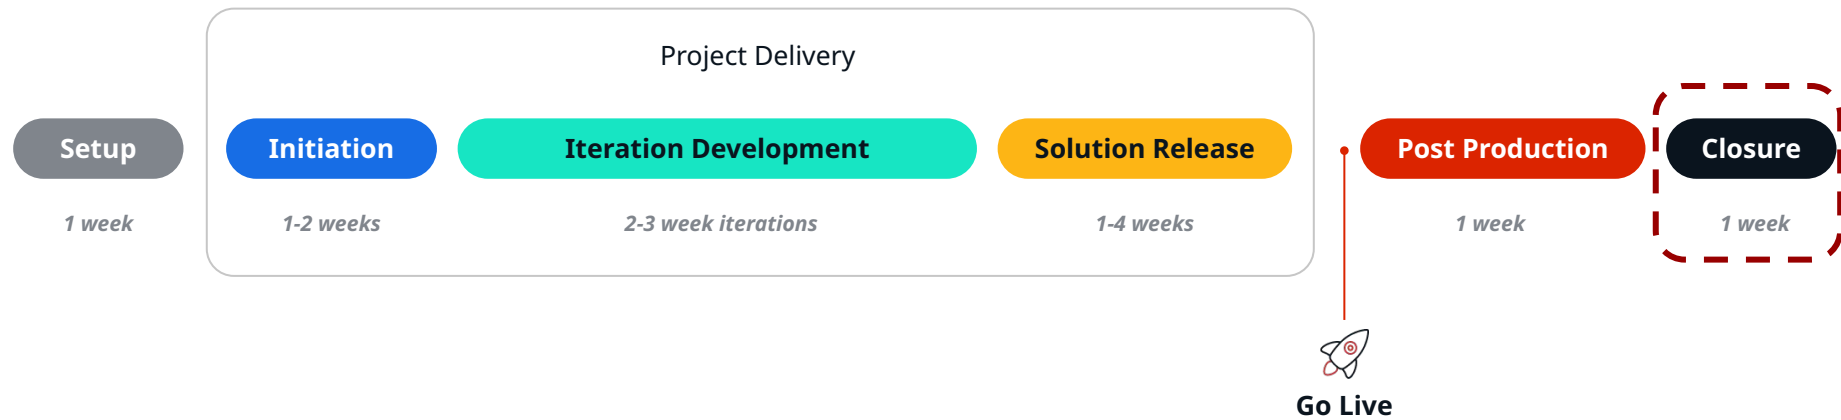 Project Delivery
Setup
Initiation
Iteration Development
Solution Release
Post Production
Closure
1 week
1-2 weeks
2-3 week iterations
1-4 weeks
1 week
1 week
Go Live